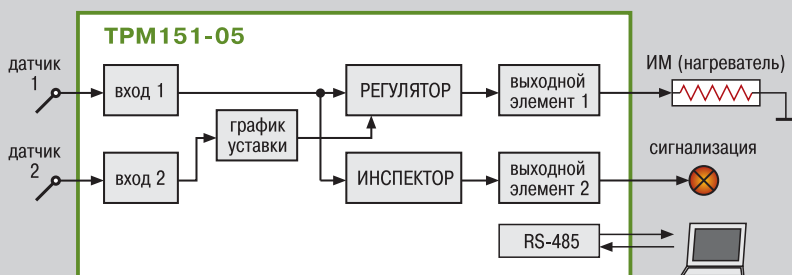 ТРМ151-05
датчик
1
вход 1
РЕГУЛЯТОР
выходной
элемент 1
ИМ (нагреватель)
график
уставки
датчик
2
вход 2
ИНСПЕКТОР
выходной
элемент 2
сигнализация
RS-485